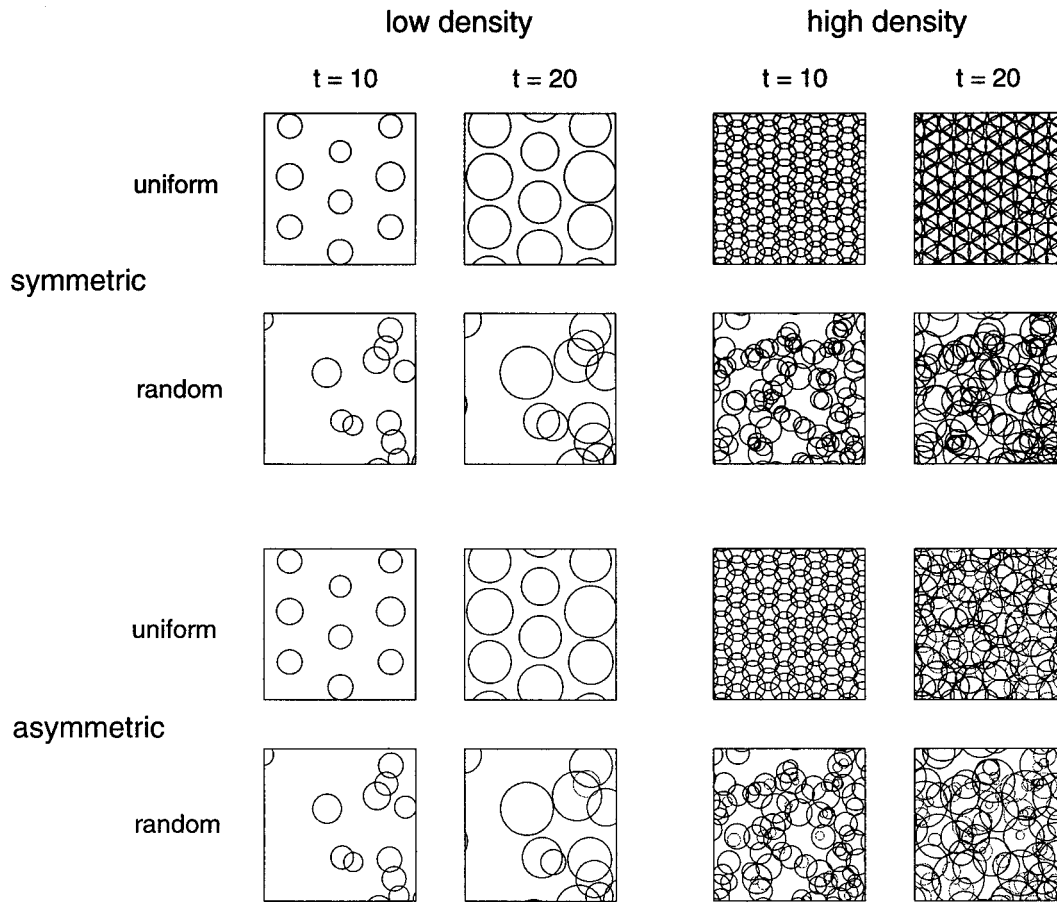 low density high density
t = 10 t = 20 t = 10 t = 20
uniform
symmetric
random
uniform
asymmetric
random